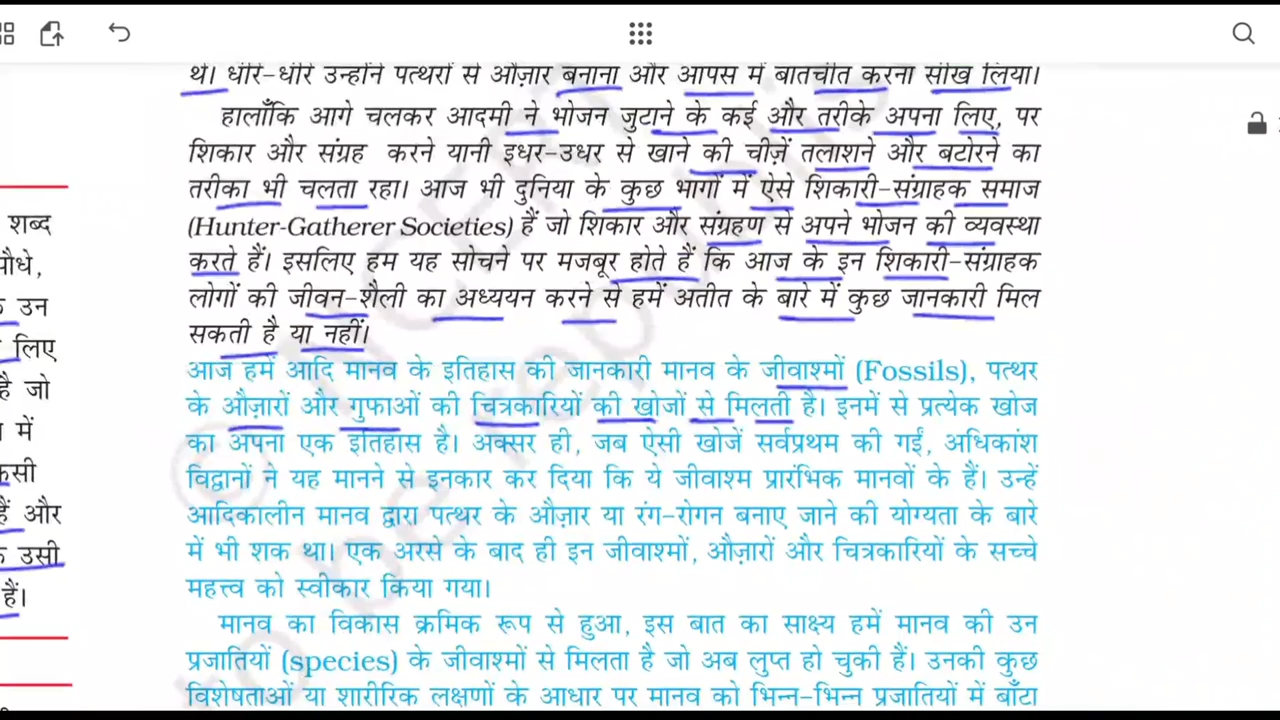 थे। धीरे-धीरे उन्होंने पत्थरों से औज़ार बनाना और आपस में बातचीत करना सीख लिया।
हालाँकि आगे चलकर आदमी ने भोजन जुटाने के कई और तरीके अपना लिए, पर
शिकार और संग्रह करने यानी इधर-उधर से खाने की चीज़ें तलाशने और बटोरने का
तरीका भी चलता रहा। आज भी दुनिया के कुछ भागों में ऐसे शिकारी-संग्राहक समाज
(Hunter-Gatherer Societies) हैं जो शिकार और संग्रहण से अपने भोजन की व्यवस्था
करते हैं। इसलिए हम यह सोचने पर मजबूर होते हैं कि आज के इन शिकारी-संग्राहक
लोगों की जीवन-शैली का अध्ययन करने से हमें अतीत के बारे में कुछ जानकारी मिल
सकती है या नहीं।
आज हमें आदि मानव के इतिहास की जानकारी मानव के जीवाश्मों (Fossils), पत्थर
के औज़ारों और गुफाओं की चित्रकारियों की खोजों से मिलती है। इनमें से प्रत्येक खोज
का अपना एक इतिहास है। अक्सर ही, जब ऐसी खोजें सर्वप्रथम की गईं, अधिकांश
विद्वानों ने यह मानने से इनकार कर दिया कि ये जीवाश्म प्रारंभिक मानवों के हैं। उन्हें
आदिकालीन मानव द्वारा पत्थर के औज़ार या रंग-रोगन बनाए जाने की योग्यता के बारे
में भी शक था। एक अरसे के बाद ही इन जीवाश्मों, औज़ारों और चित्रकारियों के सच्चे
महत्त्व को स्वीकार किया गया।
मानव का विकास क्रमिक रूप से हुआ, इस बात का साक्ष्य हमें मानव की उन
प्रजातियों (species) के जीवाश्मों से मिलता है जो अब लुप्त हो चुकी हैं। उनकी कुछ
विशेषताओं या शारीरिक लक्षणों के आधार पर मानव को भिन्न-भिन्न प्रजातियों में बाँटा
शब्द
उन
लिए
है जो
में
हैं और
उसी
हैं।